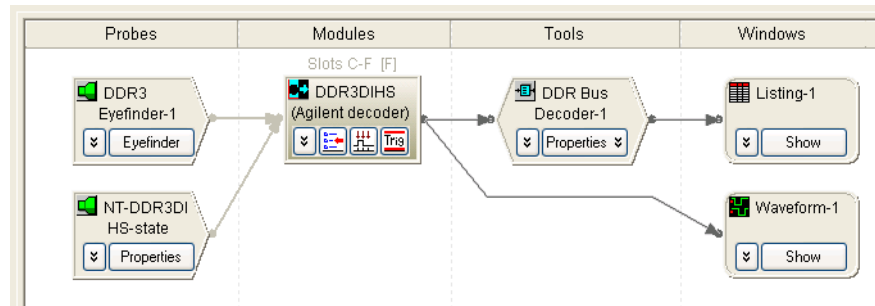 Probes
Modules
Tools
Windows
Slots C-F [F]
DDR3
Eyefinder-1
Eyefinder
DDR3DIHS
(Agilent decoder)
Trig
DDR Bus
Decoder-1
Properties
Listing-1
Show
NT-DDR3DI
HS-state
Properties
Waveform-1
Show